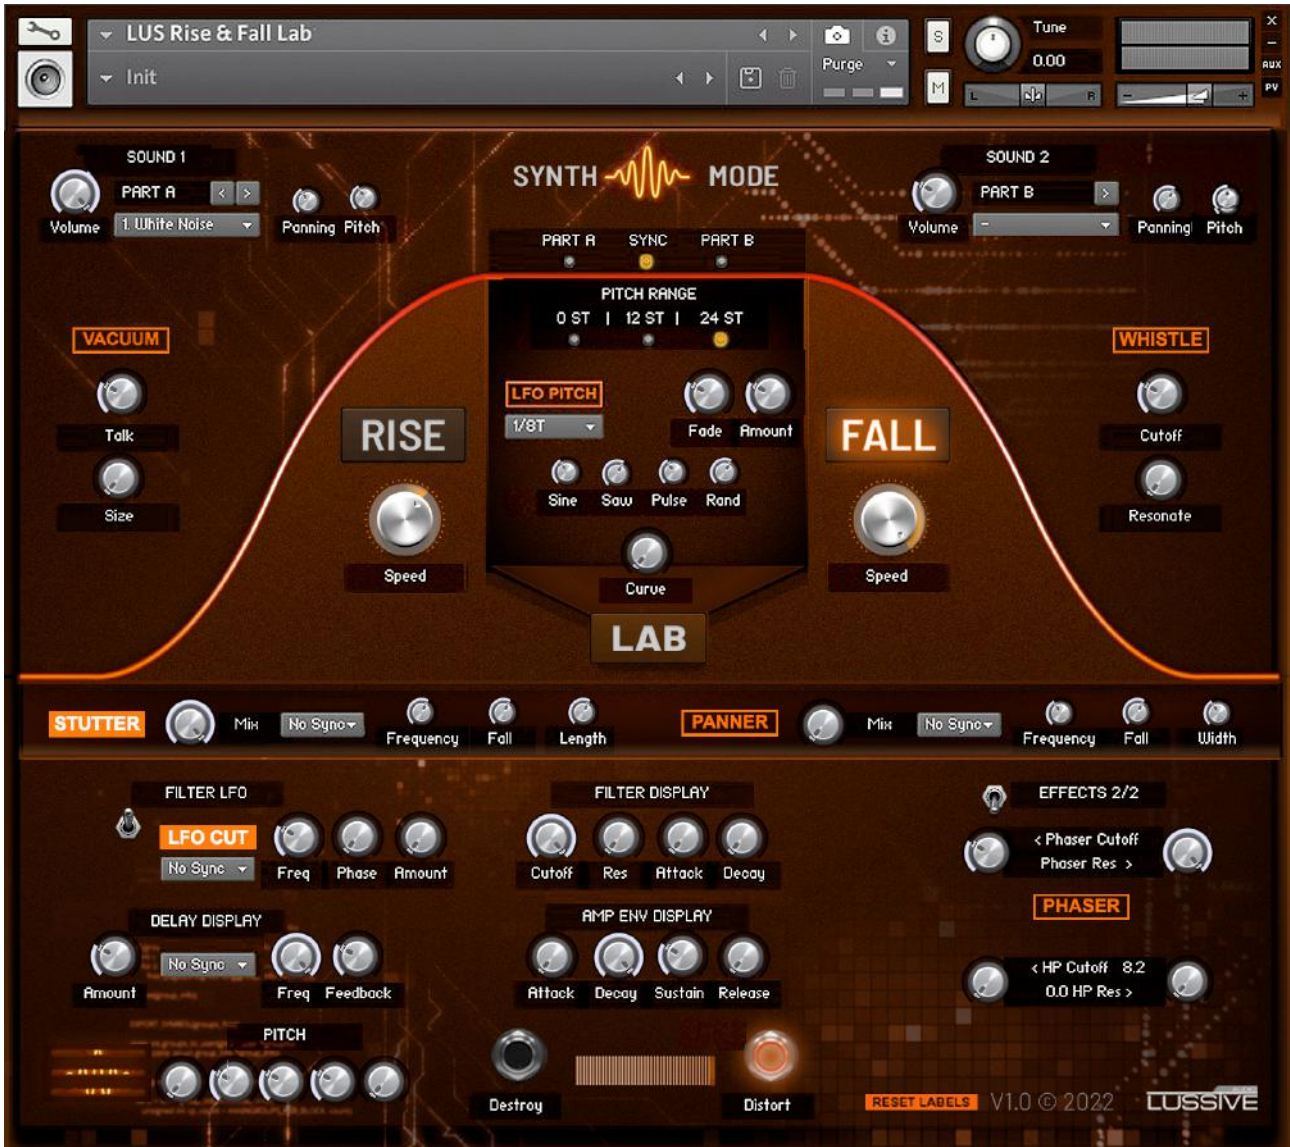 LUS Rise & Fall Lab
Init
Purge
S
M
Tune
0.00
L
R
X
AUX
PV
SOUND 1
PART A < >
1. White Noise
Volume
Panning Pitch
SYNTH MODE
SOUND 2
PART B >
-
Volume
Panning Pitch
PART A SYNC PART B
PITCH RANGE
0 ST | 12 ST | 24 ST
VACUUM
Talk
Size
LFO PITCH
1/8T
Fade Amount
Sine Saw Pulse Rand
Curve
RISE
Speed
FALL
Speed
WHISTLE
Cutoff
Resonate
LAB
STUTTER Mix No Sync Frequency Fall Length
PANNER Mix No Sync Frequency Fall Width
FILTER LFO
LFO CUT
No Sync
Freq Phase Amount
FILTER DISPLAY
Cutoff Res Attack Decay
EFFECTS 2/2
< Phaser Cutoff
Phaser Res >
PHASER
DELAY DISPLAY
No Sync
Amount Freq Feedback
AMP ENV DISPLAY
Attack Decay Sustain Release
< HP Cutoff 8.2
0.0 HP Res >
PITCH
Destroy
Distort
RESET LABELS V1.0 © 2022 LUSSIVE